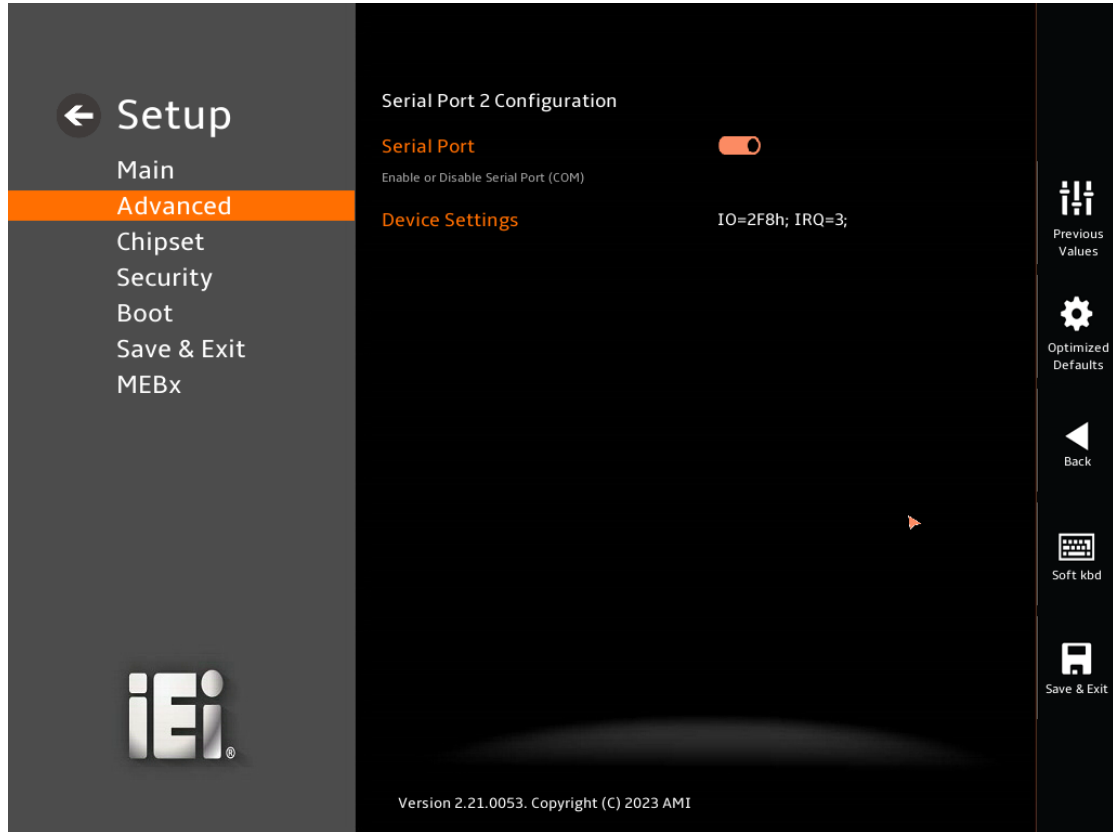 Setup
Main
Advanced
Chipset
Security
Boot
Save & Exit
MEBx
iEi®
Serial Port 2 Configuration
Serial Port
Enable or Disable Serial Port (COM)
Device Settings IO=2F8h; IRQ=3;
Previous
Values
Optimized
Defaults
Back
Soft kbd
Save & Exit
Version 2.21.0053. Copyright (C) 2023 AMI